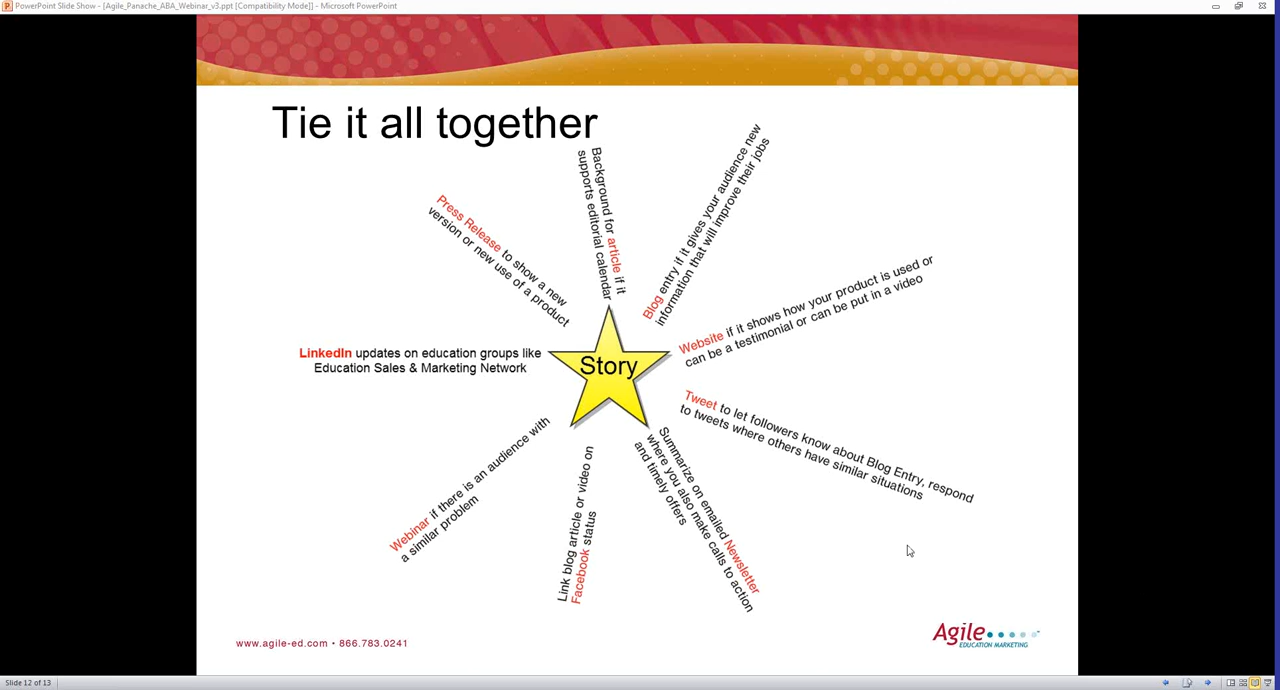 PowerPoint Slide Show - [Agile_Panache_ABA_Webinar_v3.ppt [Compatibility Mode]] - Microsoft PowerPoint
Tie it all together
Background for article if it
supports editorial calendar
Blog entry if it gives your audience new
information that will improve their jobs
Website if it shows how your product is used or
can be a testimonial or can be put in a video
Tweet to let followers know about Blog Entry, respond
to tweets where others have similar situations
Summarize on emailed Newsletter
where you also make calls to action
and timely offers
Link blog article or video on
Facebook status
Webinar if there is an audience with
a similar problem
LinkedIn updates on education groups like
Education Sales & Marketing Network
Press Release to show a new
version or new use of a product
Story
www.agile-ed.com • 866.783.0241
Agile
EDUCATION MARKETING
Slide 12 of 13